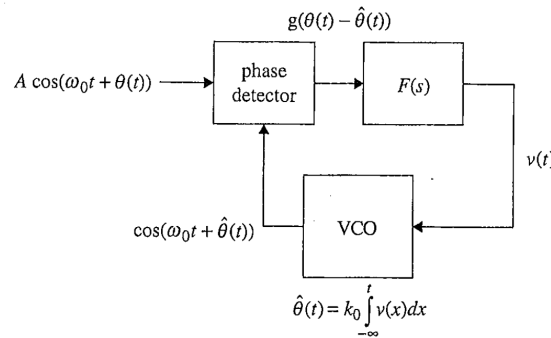 g(θ(t) − θ̂(t))
A cos(ω₀t + θ(t))
phase
detector
F(s)
v(t)
cos(ω₀t + θ̂(t))
VCO
θ̂(t) = k₀ ∫_{−∞}^{t} v(x)dx